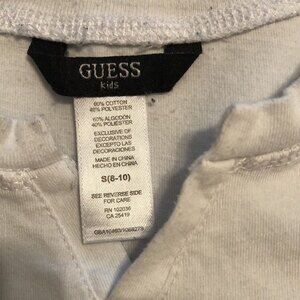 GUESS
kids
60% COTTON
40% POLYESTER
60% ALGODON
40% POLIESTER
EXCLUSIVE OF
DECORATIONS
EXCEPTO LAS
DECORACIONES
MADE IN CHINA
HECHO EN CHINA
S(8-10)
SEE REVERSE SIDE
FOR CARE
RN 102036
CA 25419